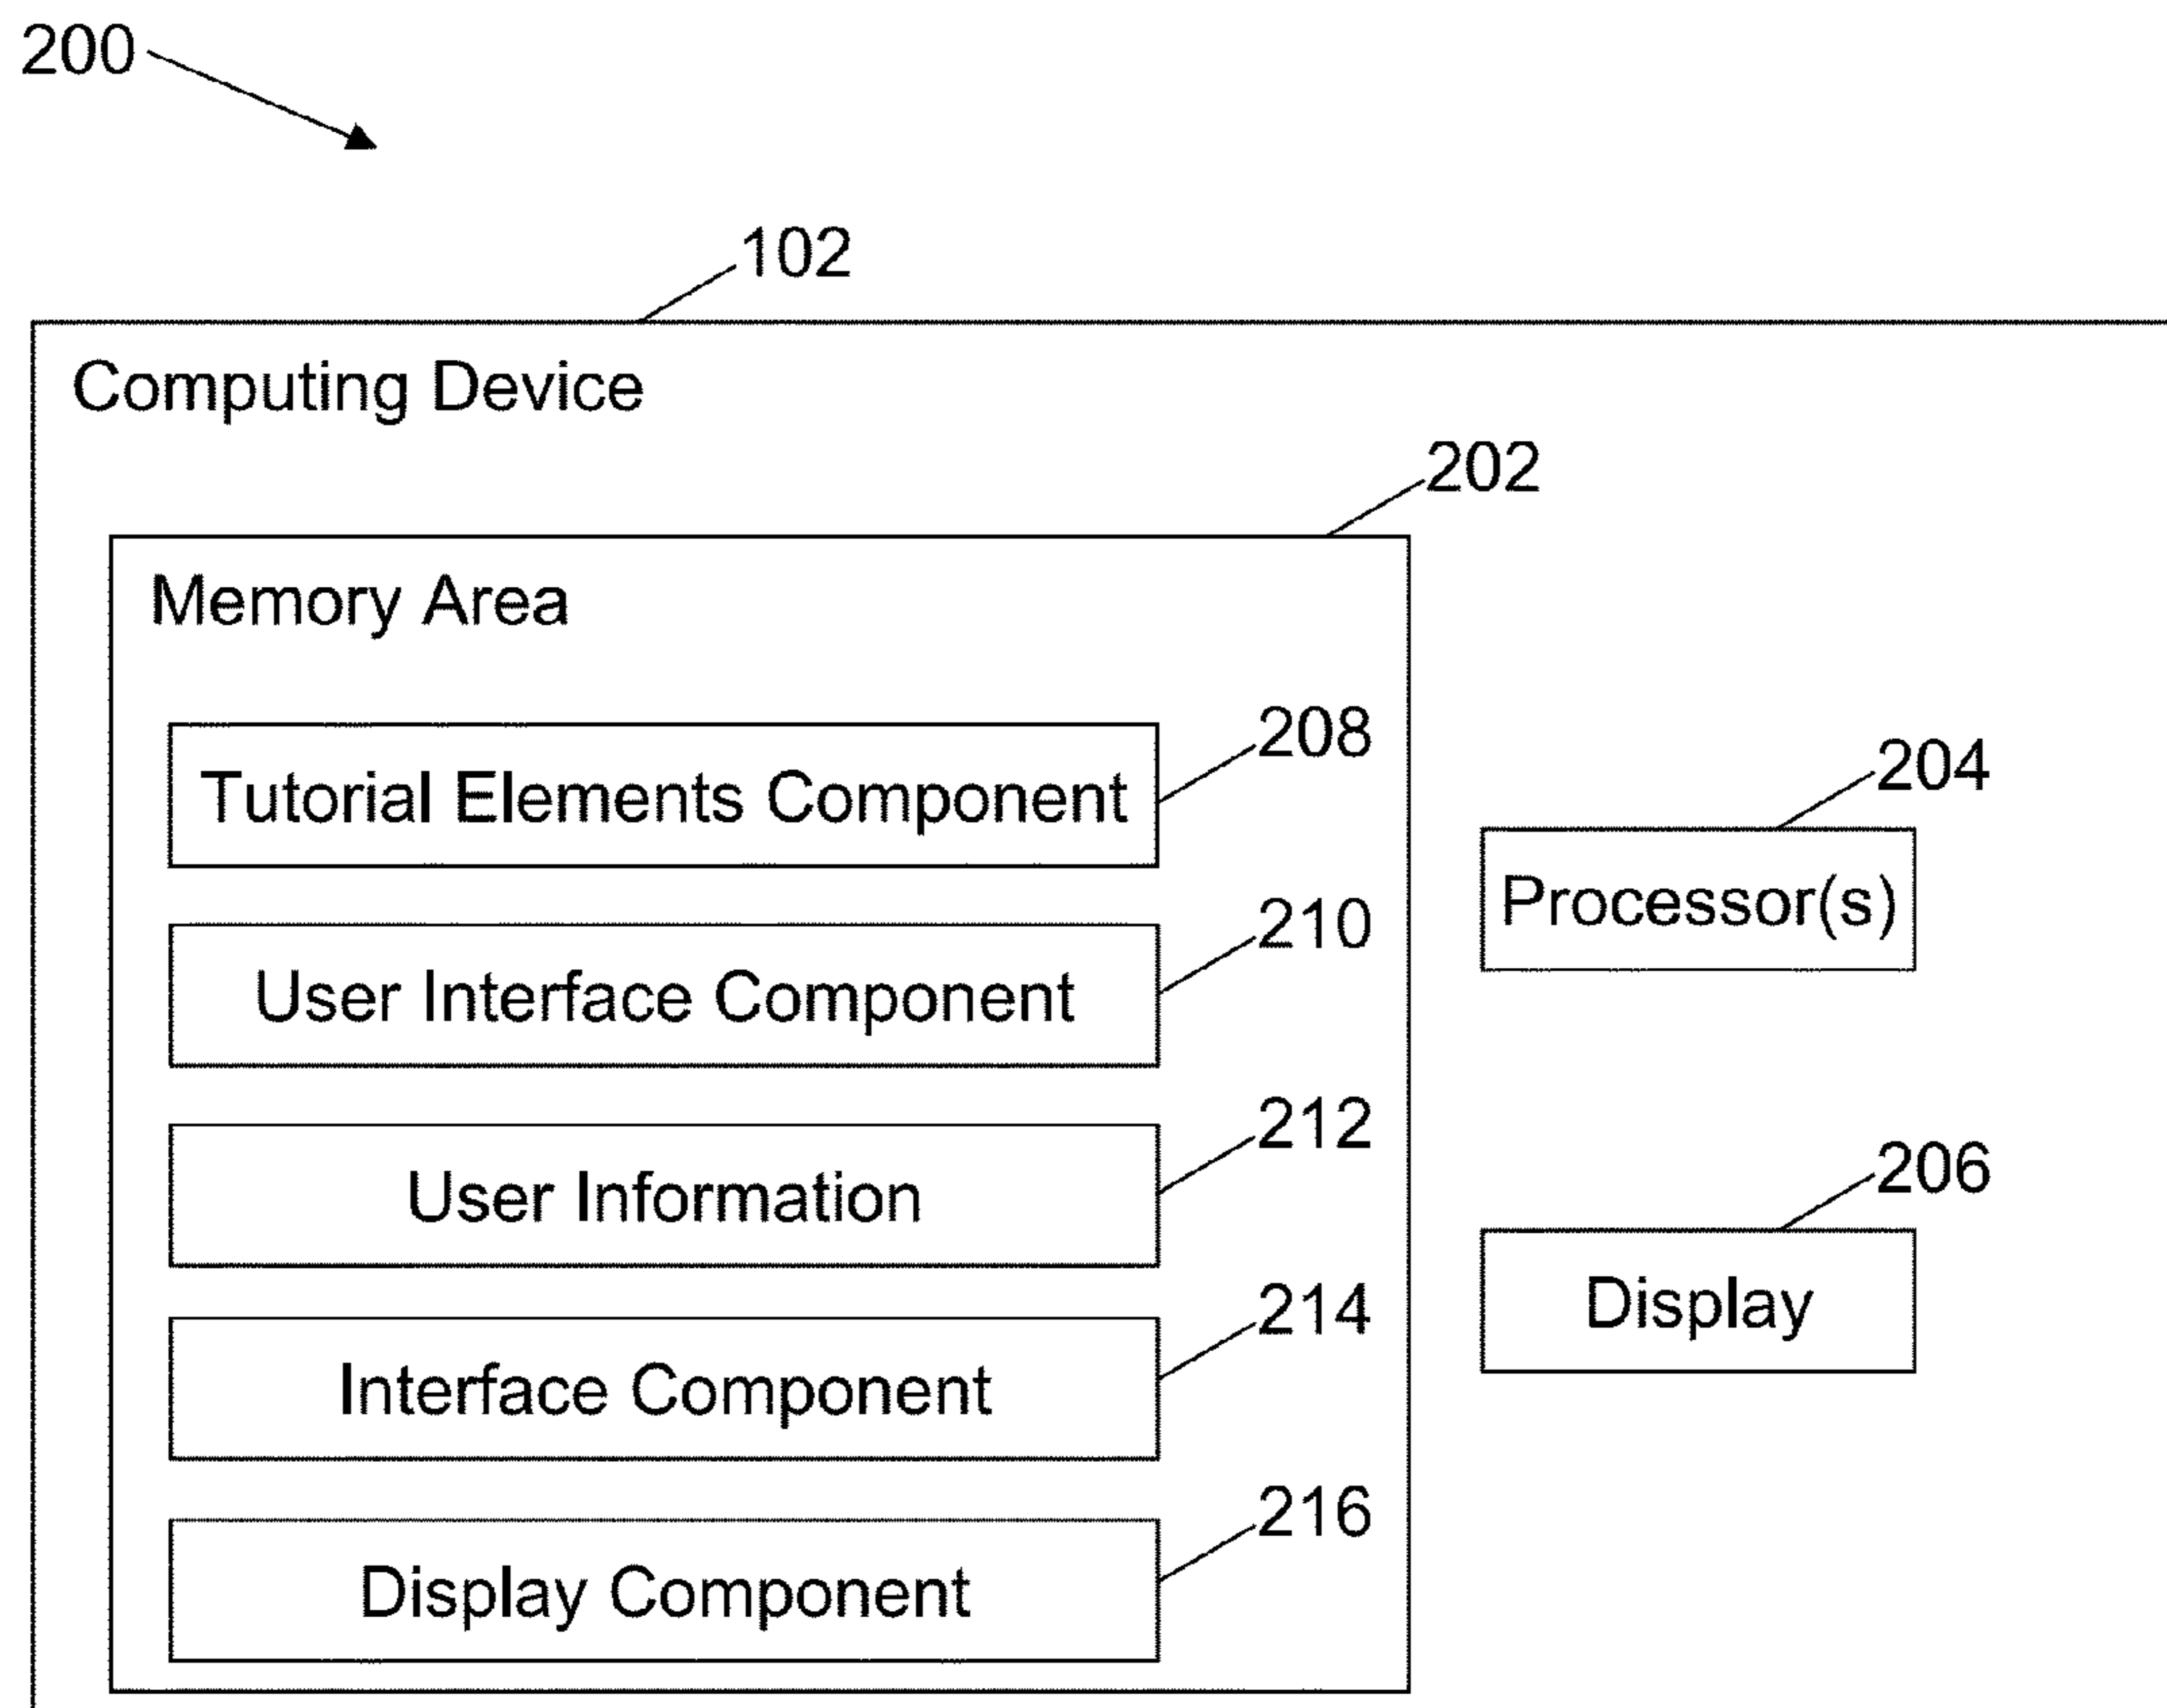 200
102
Computing Device
202
Memory Area
208
Tutorial Elements Component
204
Processor(s)
210
User Interface Component
212
User Information
206
Display
214
Interface Component
216
Display Component